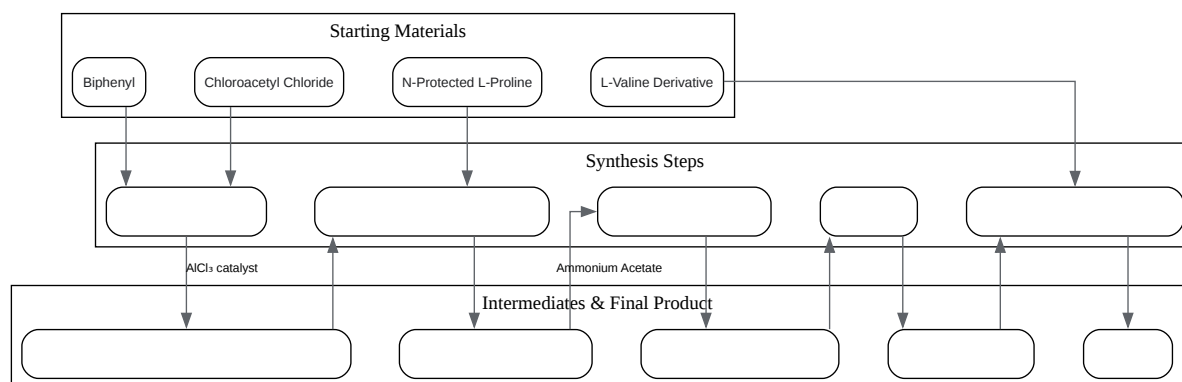 Starting Materials
Biphenyl
Chloroacetyl Chloride
N-Protected L-Proline
L-Valine Derivative
Synthesis Steps
AlCl₃ catalyst
Ammonium Acetate
Intermediates & Final Product